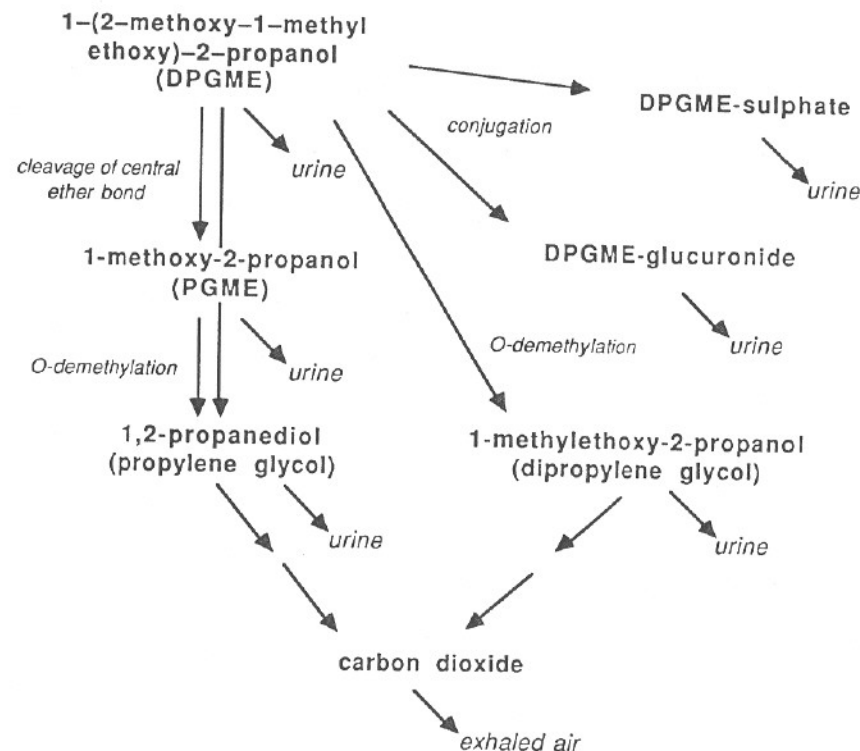 1–(2–methoxy–1–methyl
ethoxy)–2–propanol
(DPGME)
DPGME-sulphate
conjugation
urine
urine
cleavage of central
ether bond
1-methoxy-2-propanol
(PGME)
DPGME-glucuronide
O-demethylation
urine
O-demethylation
urine
1,2-propanediol
(propylene glycol)
1-methylethoxy-2-propanol
(dipropylene glycol)
urine
urine
carbon dioxide
exhaled air